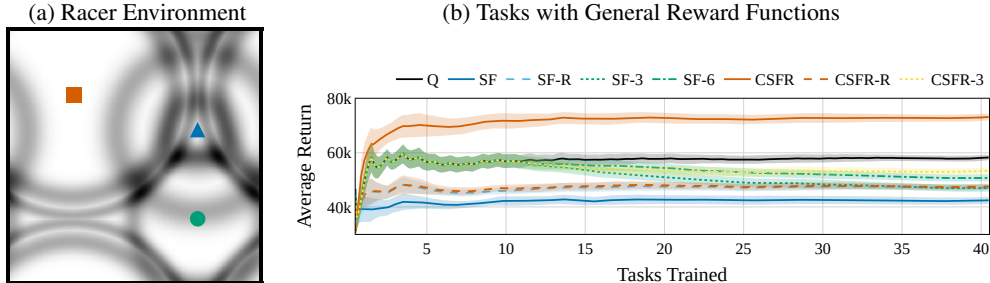 (a) Racer Environment
(b) Tasks with General Reward Functions
Q SF SF-R SF-3 SF-6 CSFR CSFR-R CSFR-3
80k
60k
40k
Average Return
5 10 15 20 25 30 35 40
Tasks Trained